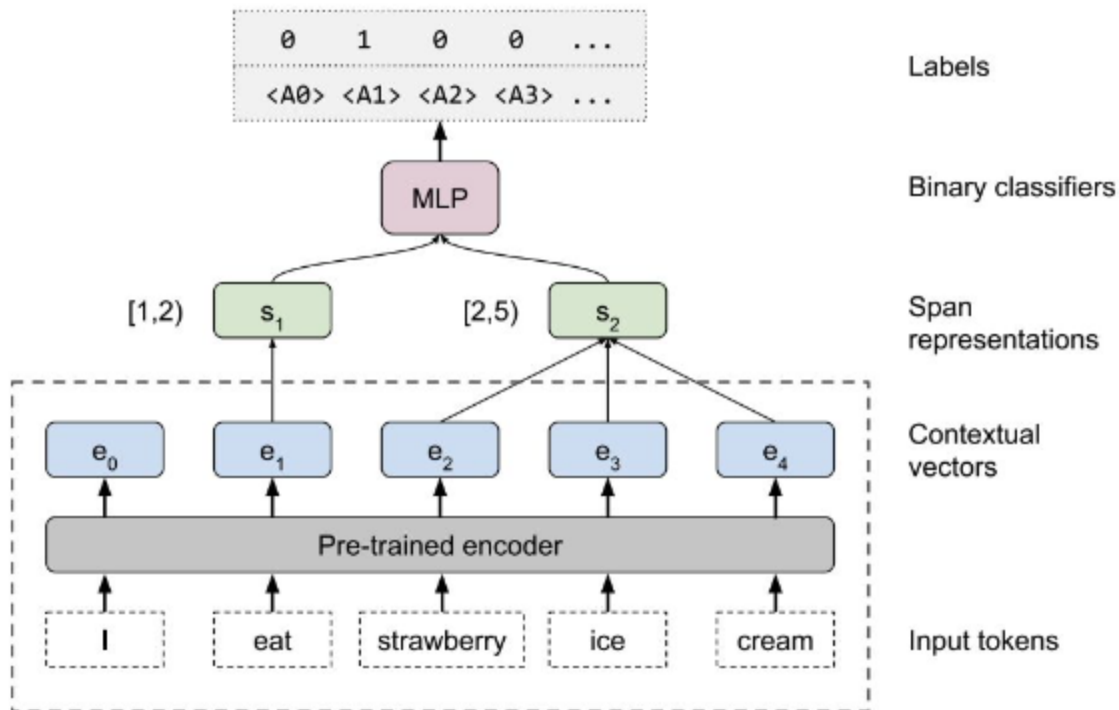 0 1 0 0 ...
Labels
<A0> <A1> <A2> <A3> ...
MLP
Binary classifiers
[1,2)
s1
[2,5)
s2
Span
representations
e0
e1
e2
e3
e4
Contextual
vectors
Pre-trained encoder
I
eat
strawberry
ice
cream
Input tokens